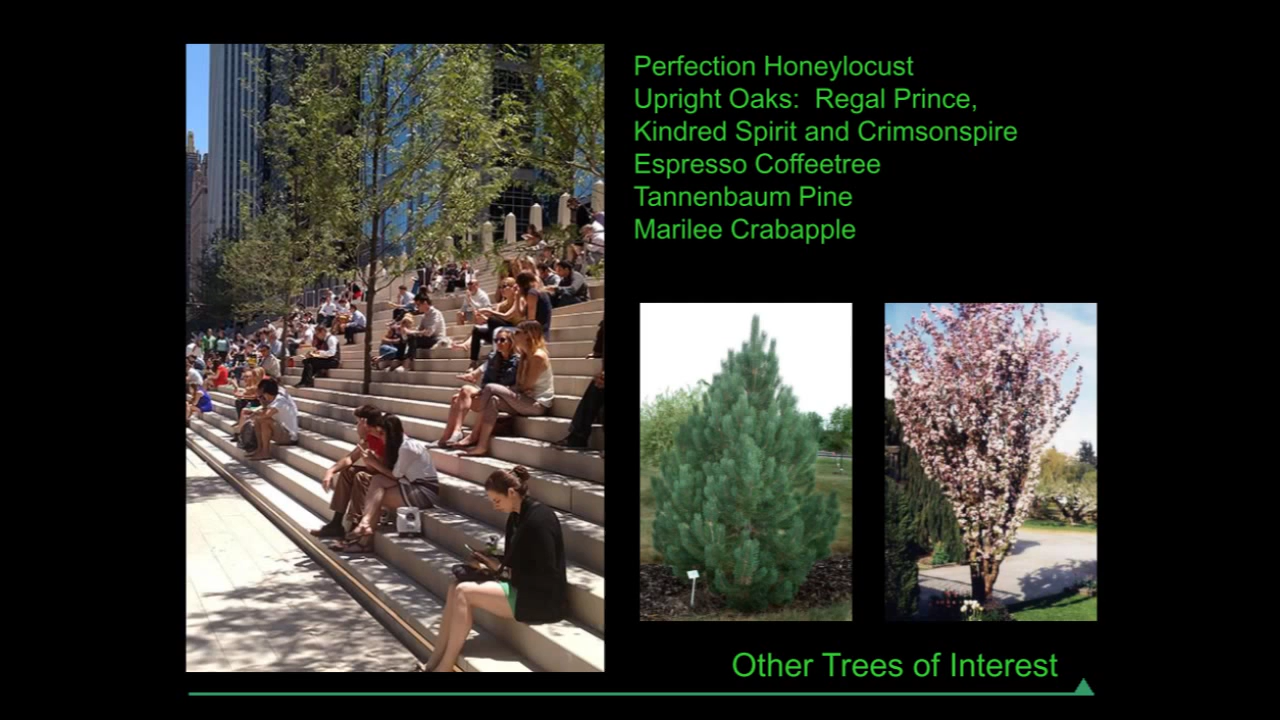 Perfection Honeylocust
Upright Oaks:  Regal Prince,
Kindred Spirit and Crimsonspire
Espresso Coffeetree
Tannenbaum Pine
Marilee Crabapple
Other Trees of Interest